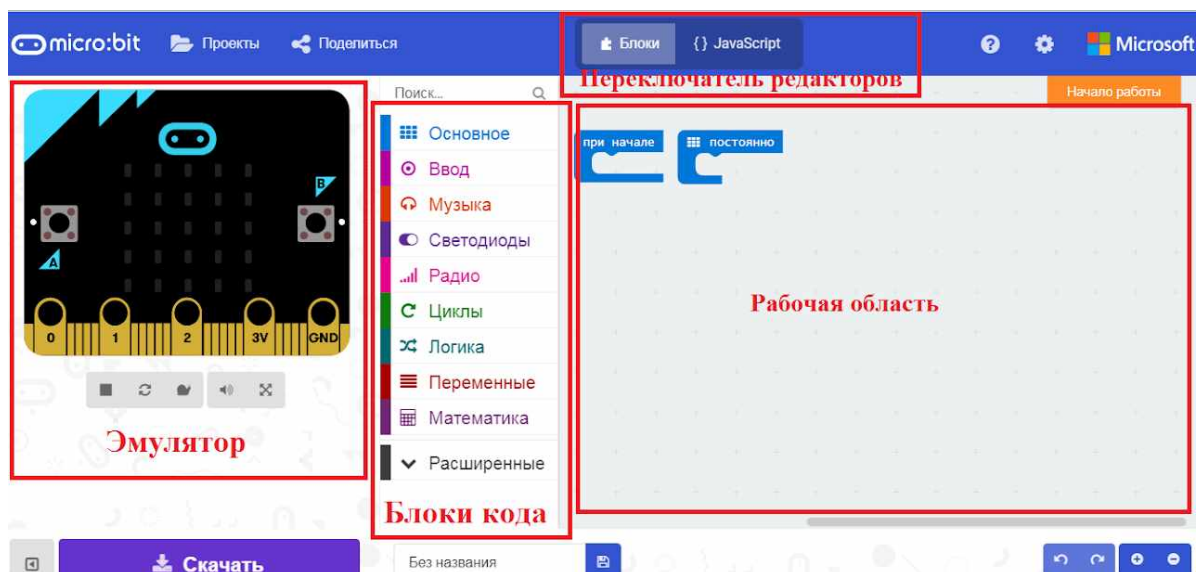 micro:bit Проекты Поделиться Блоки {} JavaScript ? Microsoft
Переключатель редакторов
Поиск...
Начало работы
Основное
Ввод
Музыка
Светодиоды
Радио
Циклы
Логика
Переменные
Математика
Расширенные
Блоки кода
B
A
0 1 2 3V GND
Эмулятор
при начале
постоянно
Рабочая область
Скачать
Без названия